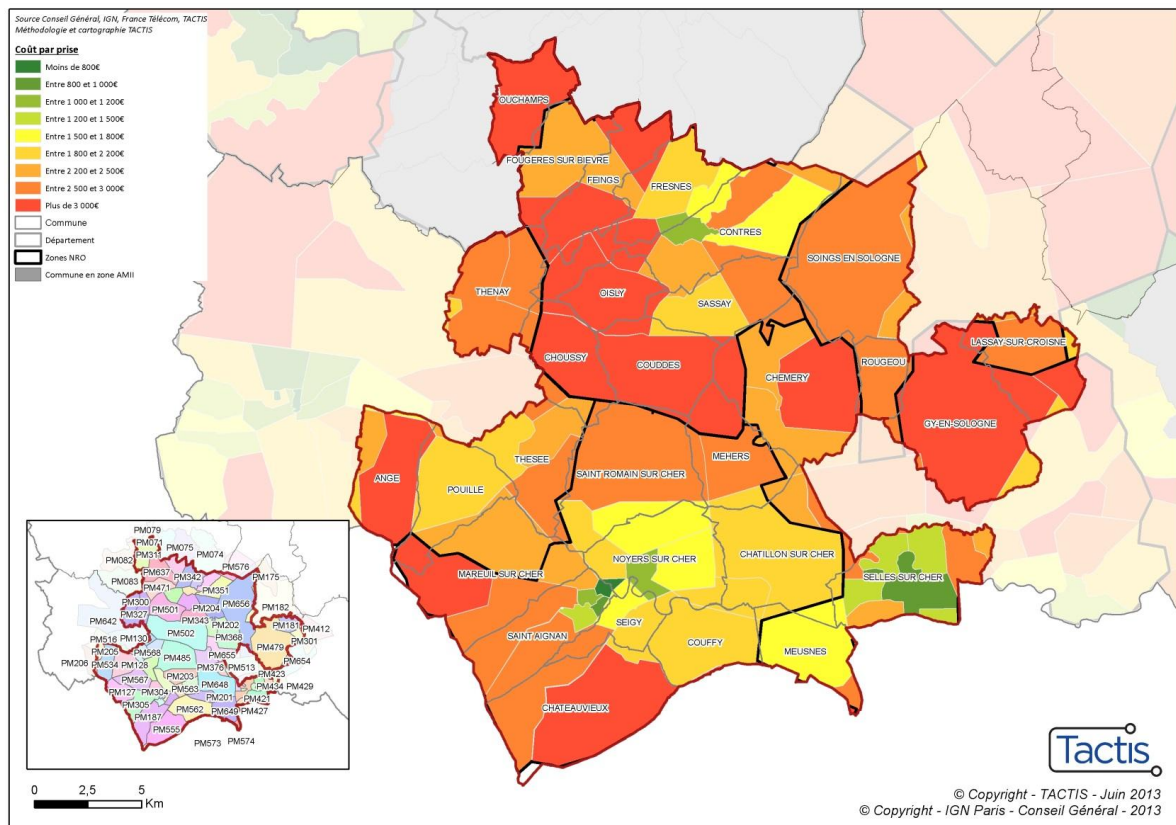 Source Conseil Général, IGN, France Télécom, TACTIS
Méthodologie et cartographie TACTIS
Coût par prise
Moins de 800€
Entre 800 et 1 000€
Entre 1 000 et 1 200€
Entre 1 200 et 1 500€
Entre 1 500 et 1 800€
Entre 1 800 et 2 200€
Entre 2 200 et 2 500€
Entre 2 500 et 3 000€
Plus de 3 000€
Commune
Département
Zones NRO
Commune en zone AMII
OUCHAMPS
FOUGERES SUR BIEVRE
FEINGS
FRESNES
CONTRES
SOINGS EN SOLOGNE
THENAY
OISLY
SASSAY
LASSAY-SUR-CROISNE
CHOUSSY
COUDDES
CHEMERY
ROUGEOU
GY-EN-SOLOGNE
THESEE
MEHERS
SAINT ROMAIN SUR CHER
ANGE
POUILLE
NOYERS SUR CHER
CHATILLON SUR CHER
MAREUIL SUR CHER
SELLES SUR CHER
SEIGY
SAINT AIGNAN
COUFFY
MEUSNES
CHATEAUVIEUX
PM079
PM071
PM082
PM311
PM075
PM074
PM576
PM637
PM342
PM175
PM083
PM471
PM351
PM300
PM501
PM204
PM656
PM182
PM327
PM343
PM202
PM642
PM181
PM412
PM502
PM368
PM301
PM516
PM130
PM479
PM205
PM568
PM485
PM655
PM654
PM206
PM534
PM128
PM376
PM513
PM423
PM567
PM203
PM434
PM429
PM127
PM304
PM563
PM648
PM305
PM201
PM421
PM187
PM562
PM649
PM427
PM555
PM573
PM574
0 2,5 5
Km
Tactis
© Copyright - TACTIS - Juin 2013
© Copyright - IGN Paris - Conseil Général - 2013